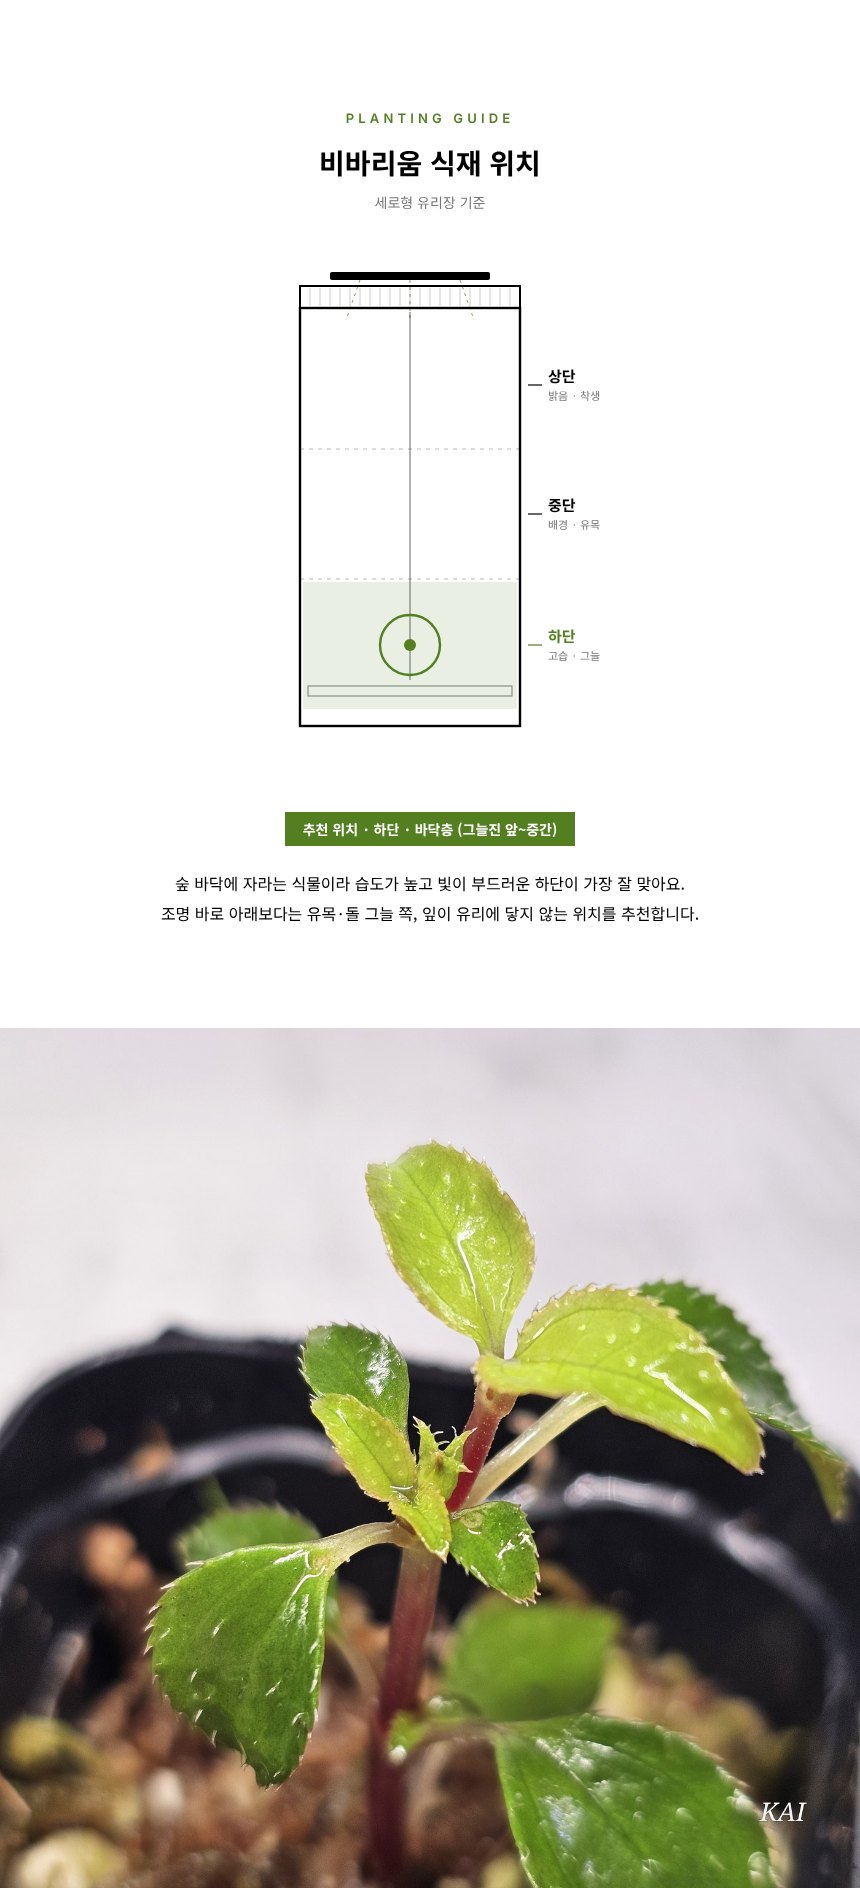 PLANTING GUIDE
비바리움 식재 위치
세로형 유리장 기준
상단
밝음 · 착생
중단
배경 · 유목
하단
고습 · 그늘
추천 위치 · 하단 · 바닥층 (그늘진 앞~중간)
숲 바닥에 자라는 식물이라 습도가 높고 빛이 부드러운 하단이 가장 잘 맞아요.
조명 바로 아래보다는 유목·돌 그늘 쪽, 잎이 유리에 닿지 않는 위치를 추천합니다.
KAI